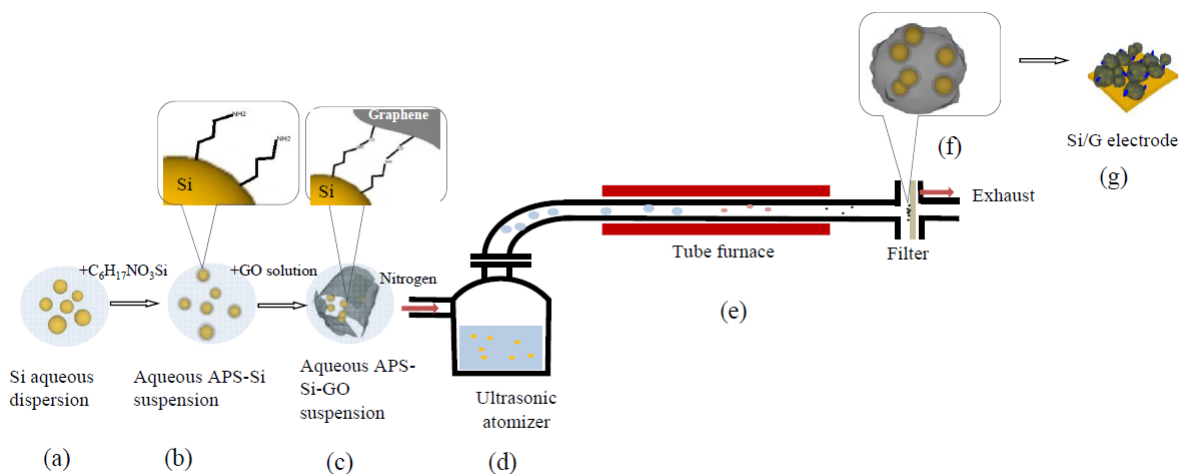 NH2
NH2
Si
Graphene
Si
+C₆H₁₇NO₃Si
+GO solution
Nitrogen
Si aqueous
dispersion
Aqueous APS-Si
suspension
Aqueous APS-
Si-GO
suspension
Ultrasonic
atomizer
Tube furnace
Filter
Exhaust
Si/G electrode
(a)
(b)
(c)
(d)
(e)
(f)
(g)